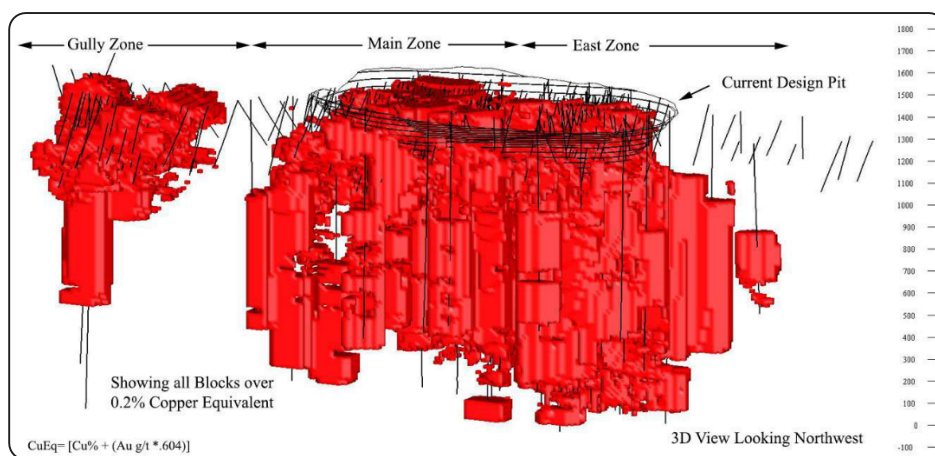 Gully Zone
Main Zone
East Zone
Current Design Pit
Showing all Blocks over
0.2% Copper Equivalent
CuEq= [Cu% + (Au g/t *.604)]
3D View Looking Northwest
1800
1700
1600
1500
1400
1300
1200
1100
1000
900
800
700
600
500
400
300
200
100
0
-100